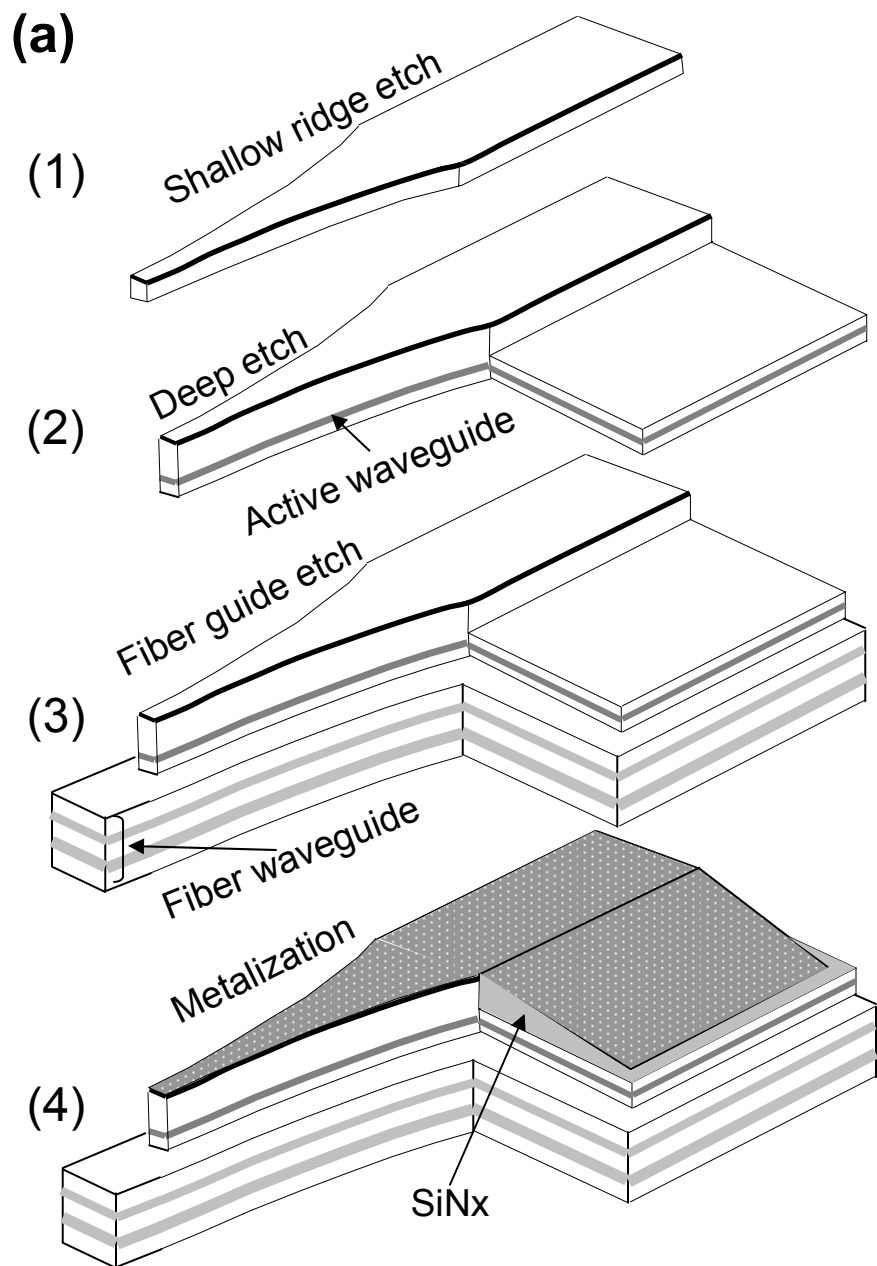 (a)
Shallow ridge etch
(1)
Deep etch
(2)
Active waveguide
Fiber guide etch
(3)
Fiber waveguide
Metalization
(4)
SiNx